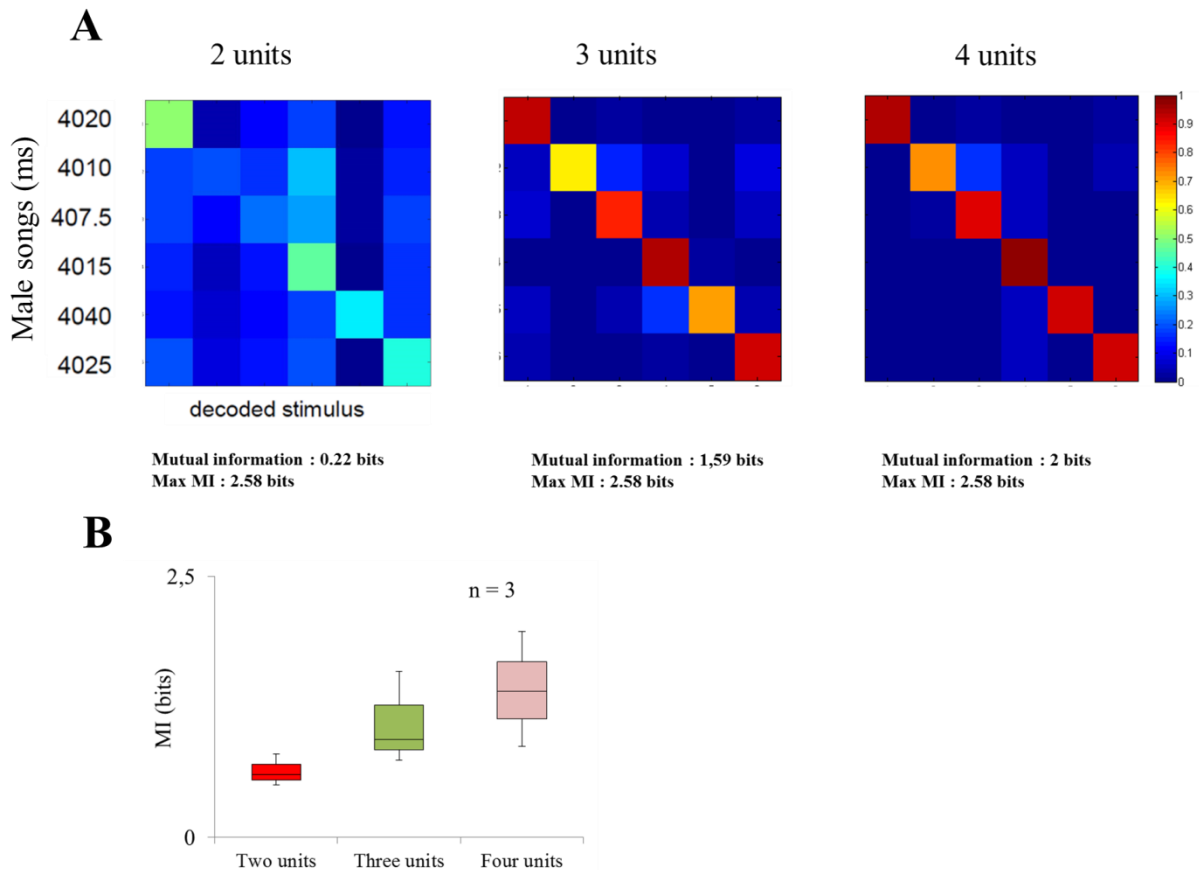 A
2 units
3 units
4 units
Male songs (ms)
4020
4010
407.5
4015
4040
4025
decoded stimulus
1
0.9
0.8
0.7
0.6
0.5
0.4
0.3
0.2
0.1
0
Mutual information : 0.22 bits
Max MI : 2.58 bits
Mutual information : 1,59 bits
Max MI : 2.58 bits
Mutual information : 2 bits
Max MI : 2.58 bits
B
2,5
n = 3
MI (bits)
0
Two units
Three units
Four units